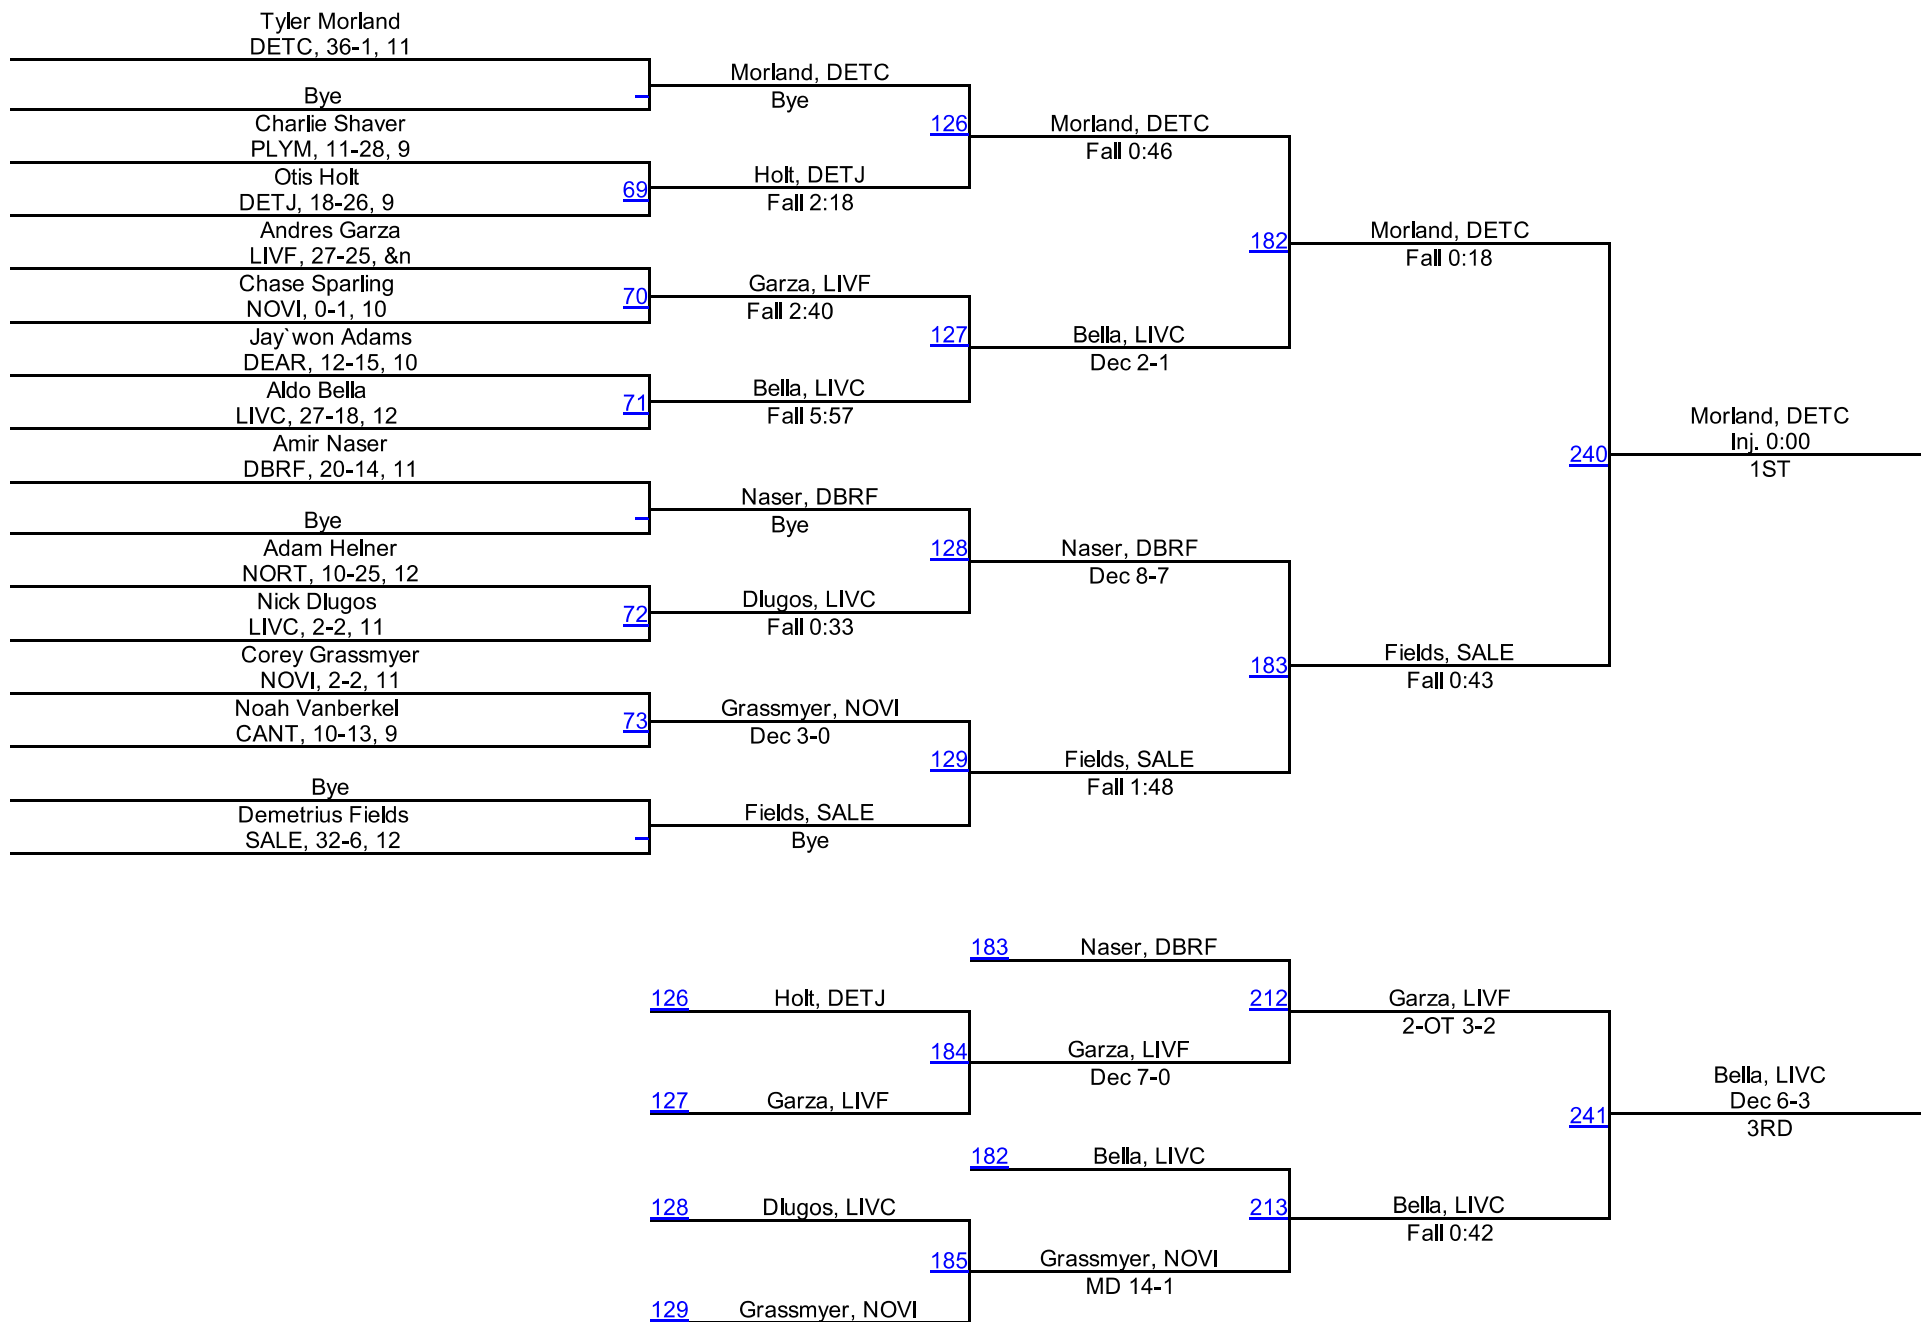 Tyler Morland
DETC, 36-1, 11
Bye
Charlie Shaver
PLYM, 11-28, 9
Otis Holt
DETJ, 18-26, 9
69
Andres Garza
LIVF, 27-25, &n
Chase Sparling
NOVI, 0-1, 10
70
Jay`won Adams
DEAR, 12-15, 10
Aldo Bella
LIVC, 27-18, 12
71
Amir Naser
DBRF, 20-14, 11
Bye
Adam Helner
NORT, 10-25, 12
Nick Dlugos
LIVC, 2-2, 11
72
Corey Grassmyer
NOVI, 2-2, 11
Noah Vanberkel
CANT, 10-13, 9
73
Bye
Demetrius Fields
SALE, 32-6, 12
Morland, DETC
Bye
126
Holt, DETJ
Fall 2:18
Garza, LIVF
Fall 2:40
127
Bella, LIVC
Fall 5:57
Naser, DBRF
Bye
128
Dlugos, LIVC
Fall 0:33
Grassmyer, NOVI
Dec 3-0
129
Fields, SALE
Bye
Morland, DETC
Fall 0:46
182
Bella, LIVC
Dec 2-1
Naser, DBRF
Dec 8-7
183
Fields, SALE
Fall 1:48
Morland, DETC
Fall 0:18
240
Fields, SALE
Fall 0:43
Morland, DETC
Inj. 0:00
1ST
126
Holt, DETJ
184
127
Garza, LIVF
128
Dlugos, LIVC
185
129
Grassmyer, NOVI
183
Naser, DBRF
212
Garza, LIVF
Dec 7-0
182
Bella, LIVC
213
Grassmyer, NOVI
MD 14-1
Garza, LIVF
2-OT 3-2
241
Bella, LIVC
Fall 0:42
Bella, LIVC
Dec 6-3
3RD